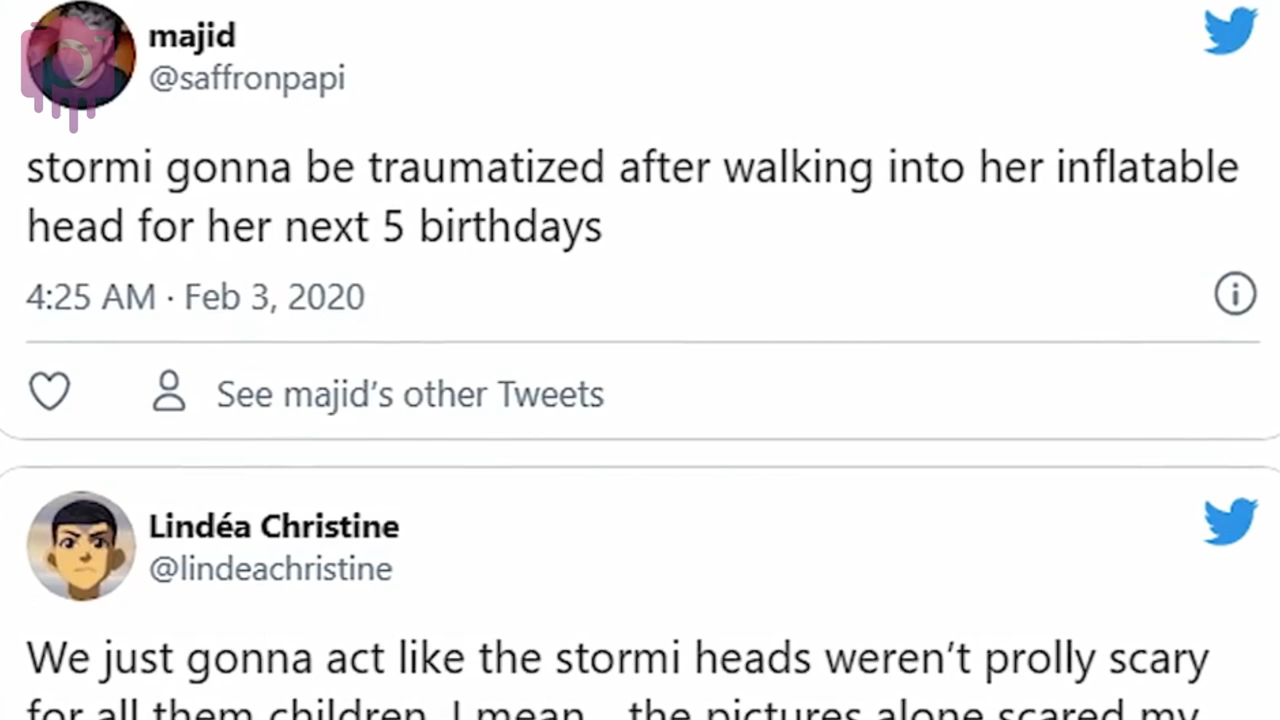 majid
@saffronpapi
stormi gonna be traumatized after walking into her inflatable
head for her next 5 birthdays
4:25 AM · Feb 3, 2020
See majid’s other Tweets
Lindéa Christine
@lindeachristine
We just gonna act like the stormi heads weren’t prolly scary
for all them children. I mean... the pictures alone scared my